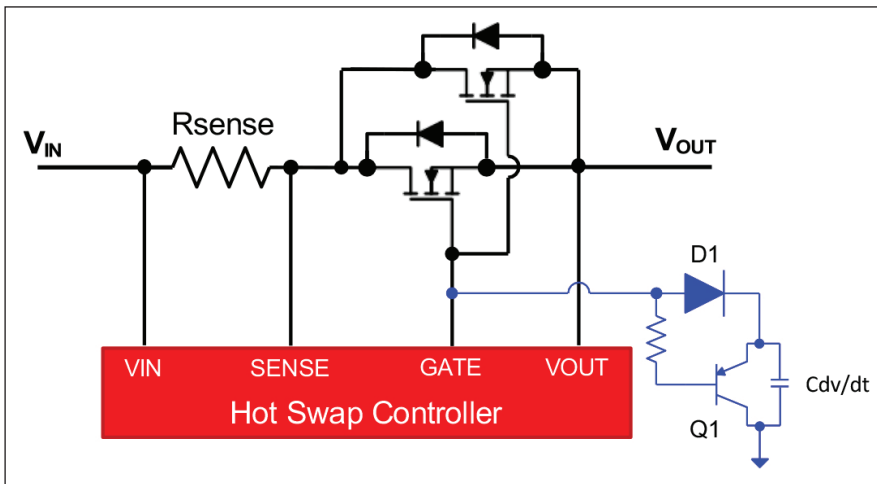 Rsense
VIN
VOUT
D1
VIN SENSE GATE VOUT
Hot Swap Controller
Q1
Cdv/dt